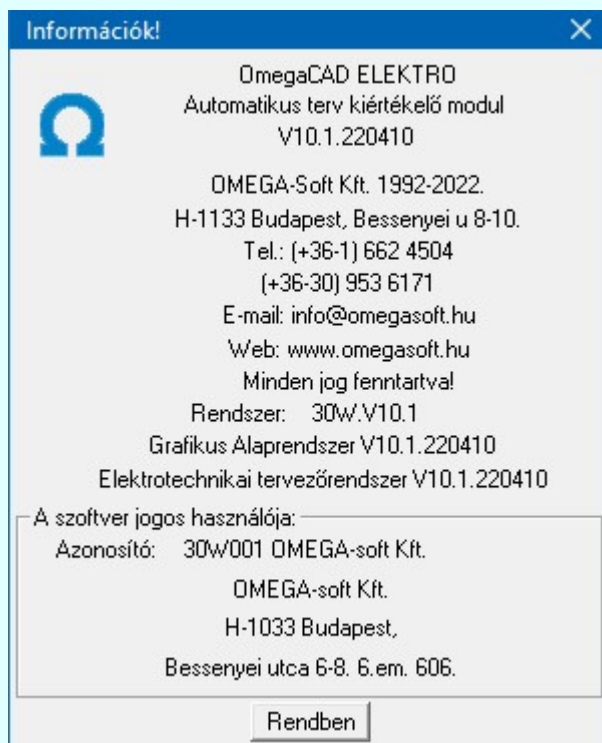 Információk!
OmegaCAD ELEKTRO
Automatikus terv kiértékelő modul
V10.1.220410
OMEGA-Soft Kft. 1992-2022.
H-1133 Budapest, Bessenyei u 8-10.
Tel.: (+36-1) 662 4504
(+36-30) 953 6171
E-mail: info@omegasoft.hu
Web: www.omegasoft.hu
Minden jog fenntartva!
Rendszer: 30W.V10.1
Grafikus Alaprendszer V10.1.220410
Elektrotechnikai tervezőrendszer V10.1.220410
A szoftver jogos használója:
Azonosító: 30W001 OMEGA-soft Kft.
OMEGA-soft Kft.
H-1033 Budapest,
Bessenyei utca 6-8. 6.em. 606.
Rendben